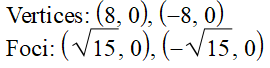 Vertices: (8, 0), (−8, 0)
Foci: (√15, 0), (−√15, 0)